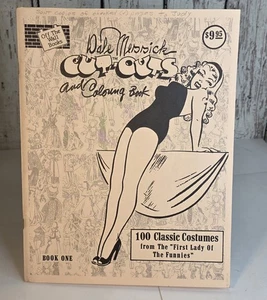 Off The
Wall
Books
$9.95
Dale Messick
CUT-OUTS
and Coloring Book
100 Classic Costumes
from The "First Lady Of
The Funnies"
BOOK ONE